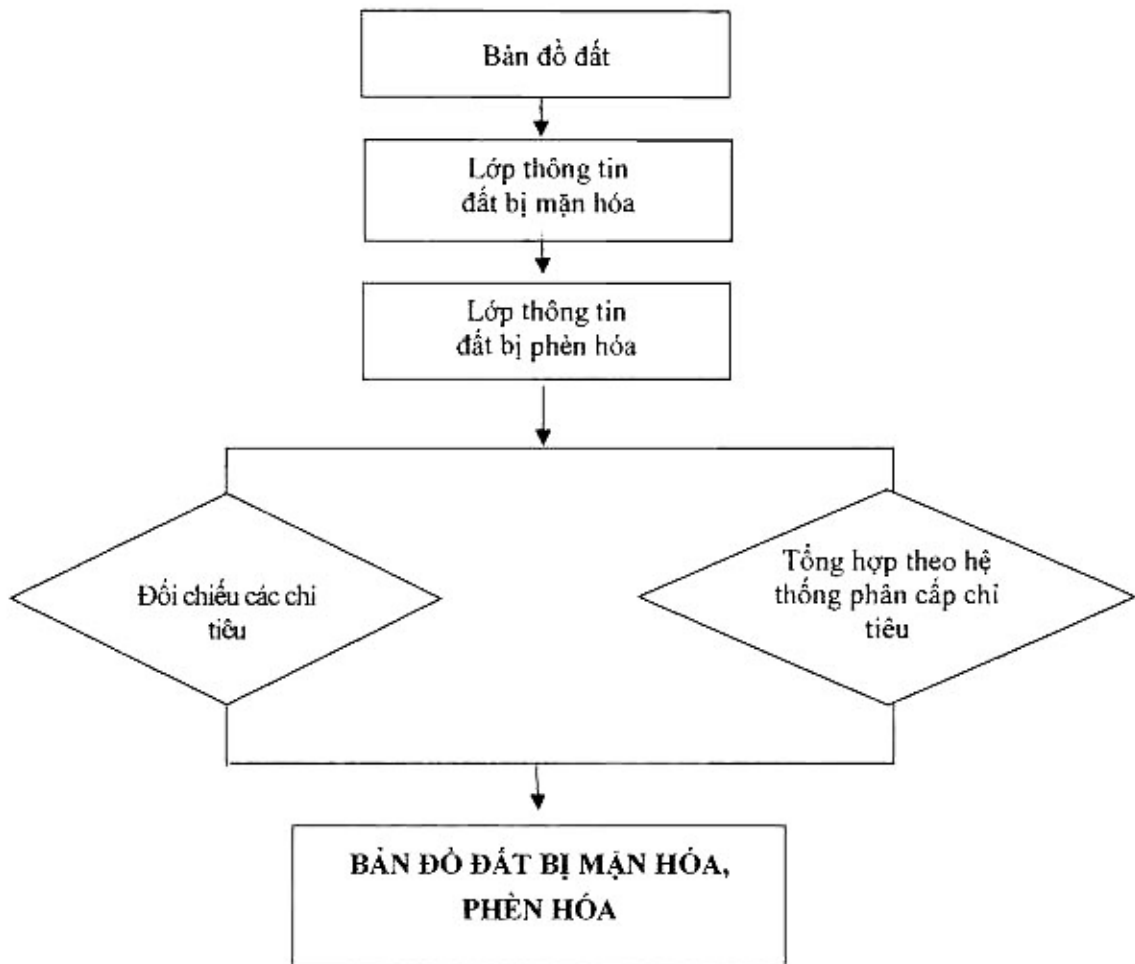 Bản đồ đất
Lớp thông tin
đất bị mặn hóa
Lớp thông tin
đất bị phèn hóa
Đối chiếu các chỉ
tiêu
Tổng hợp theo hệ
thống phân cấp chỉ
tiêu
BẢN ĐỒ ĐẤT BỊ MẶN HÓA,
PHÈN HÓA